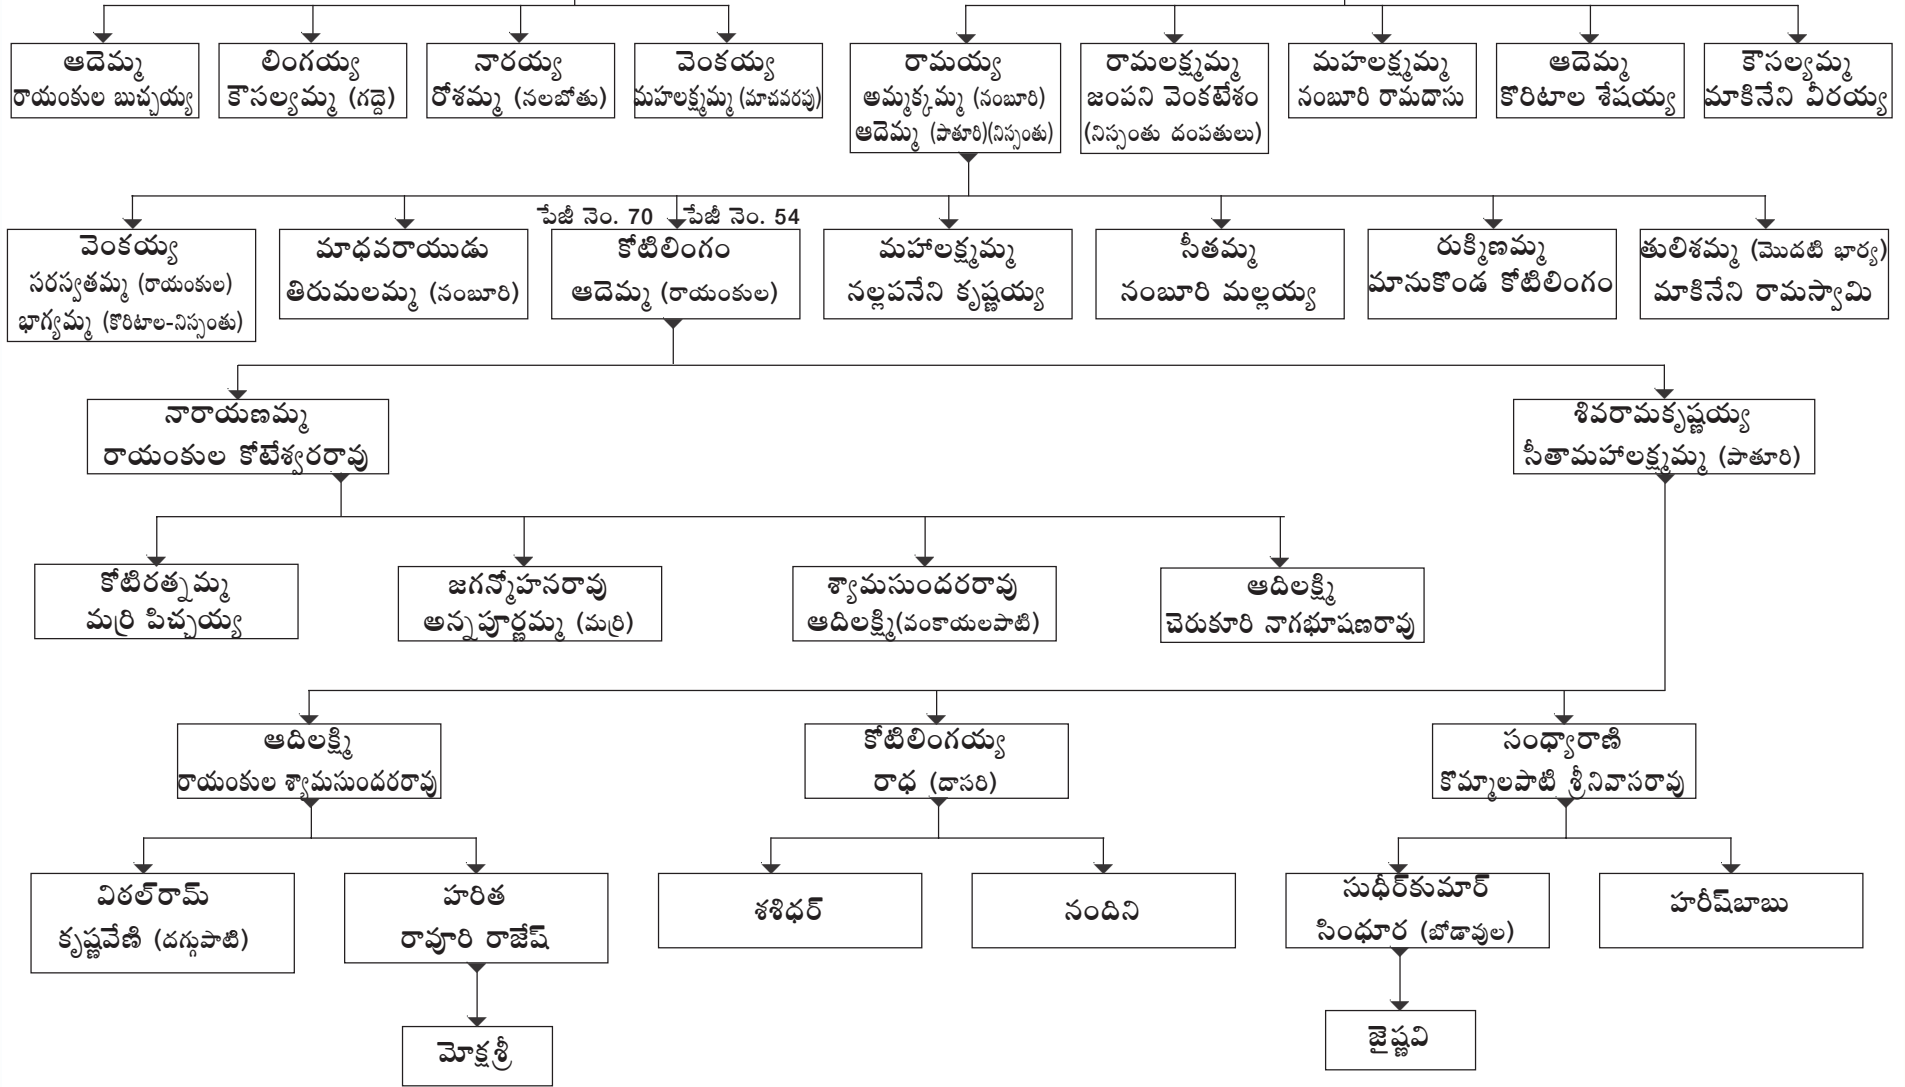 ఆదెమ్మ
రాయంకుల బుచ్చయ్య
లింగయ్య
కౌసల్యమ్మ (గద్దె)
నారయ్య
రోశమ్మ (నలబోతు)
వెంకయ్య
మహలక్ష్మమ్మ (మాచవరపు)
రామయ్య
అమ్మక్కమ్మ (నంబూరి)
ఆదెమ్మ (పాతూరి)(నిస్సంతు)
రామలక్ష్మమ్మ
జంపని వెంకటేశం
(నిస్సంతు దంపతులు)
మహలక్ష్మమ్మ
నంబూరి రామదాసు
ఆదెమ్మ
కొరిటాల శేషయ్య
కౌసల్యమ్మ
మాకినేని వీరయ్య
పేజీ నెం. 70 పేజీ నెం. 54
వెంకయ్య
సరస్వతమ్మ (రాయంకుల)
భాగ్యమ్మ (కొరిటాల-నిస్సంతు)
మాధవరాయుడు
తిరుమలమ్మ (నంబూరి)
కోటిలింగం
ఆదెమ్మ (రాయంకుల)
మహాలక్ష్మమ్మ
నల్లపనేని కృష్ణయ్య
సీతమ్మ
నంబూరి మల్లయ్య
రుక్మిణమ్మ
మానుకొండ కోటిలింగం
తులిశమ్మ (మొదటి భార్య)
మాకినేని రామస్వామి
నారాయణమ్మ
రాయంకుల కోటేశ్వరరావు
శివరామకృష్ణయ్య
సీతామహాలక్ష్మమ్మ (పాతూరి)
కోటిరత్నమ్మ
మర్రి పిచ్చయ్య
జగన్మోహనరావు
అన్నపూర్ణమ్మ (మర్రి)
శ్యామసుందరరావు
ఆదిలక్ష్మి(వంకాయలపాటి)
ఆదిలక్ష్మి
చెరుకూరి నాగభూషణరావు
ఆదిలక్ష్మి
రాయంకుల శ్యామసుందరరావు
కోటిలింగయ్య
రాధ (దాసరి)
సంధ్యారాణి
కొమ్మాలపాటి శ్రీనివాసరావు
విఠల్‌రామ్
కృష్ణవేణి (దగ్గుపాటి)
హరిత
రావూరి రాజేష్
శశిధర్
నందిని
సుధీర్‌కుమార్
సింధూర (బోడావుల)
హరీష్‌బాబు
మోక్షశ్రీ
జైష్ణవి